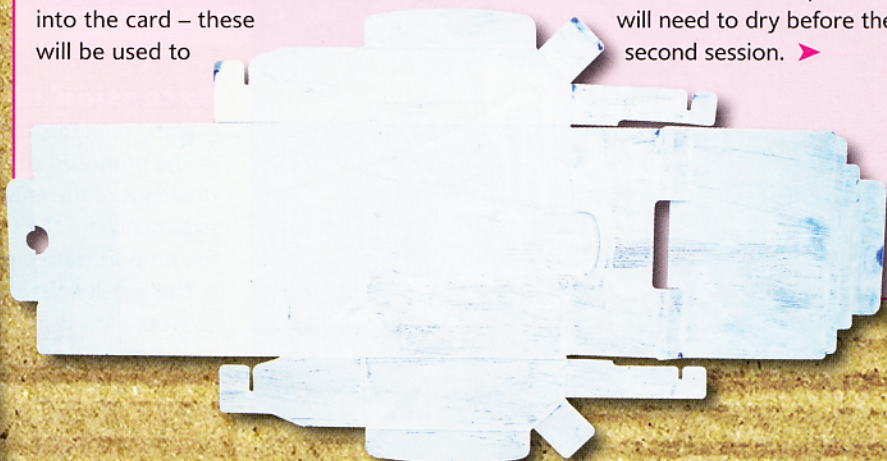 into the card – these
will be used to
will need to dry before the
second session. ➤